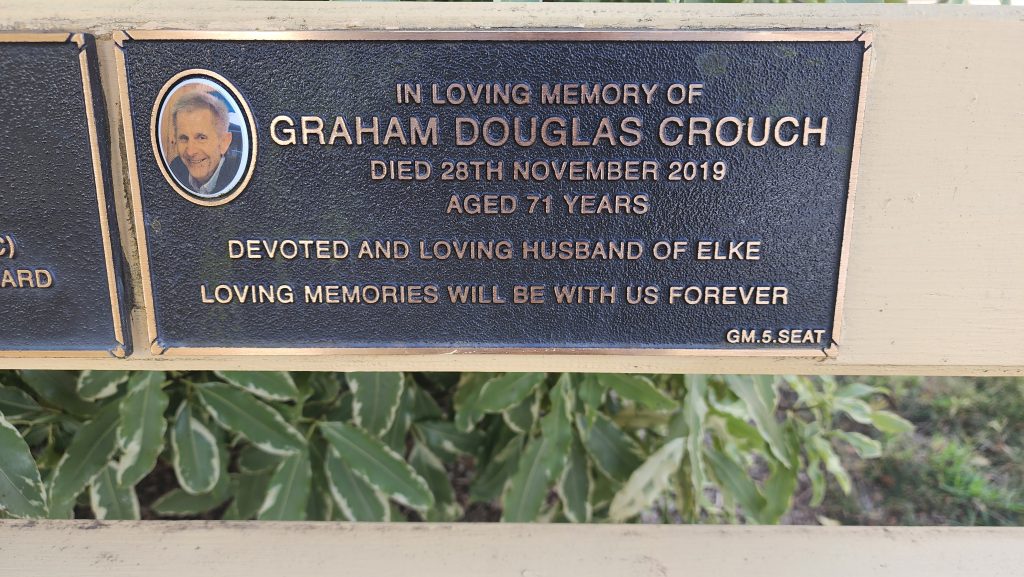 IN LOVING MEMORY OF
GRAHAM DOUGLAS CROUCH
DIED 28TH NOVEMBER 2019
AGED 71 YEARS
DEVOTED AND LOVING HUSBAND OF ELKE
LOVING MEMORIES WILL BE WITH US FOREVER
GM.5.SEAT
C)
ARD